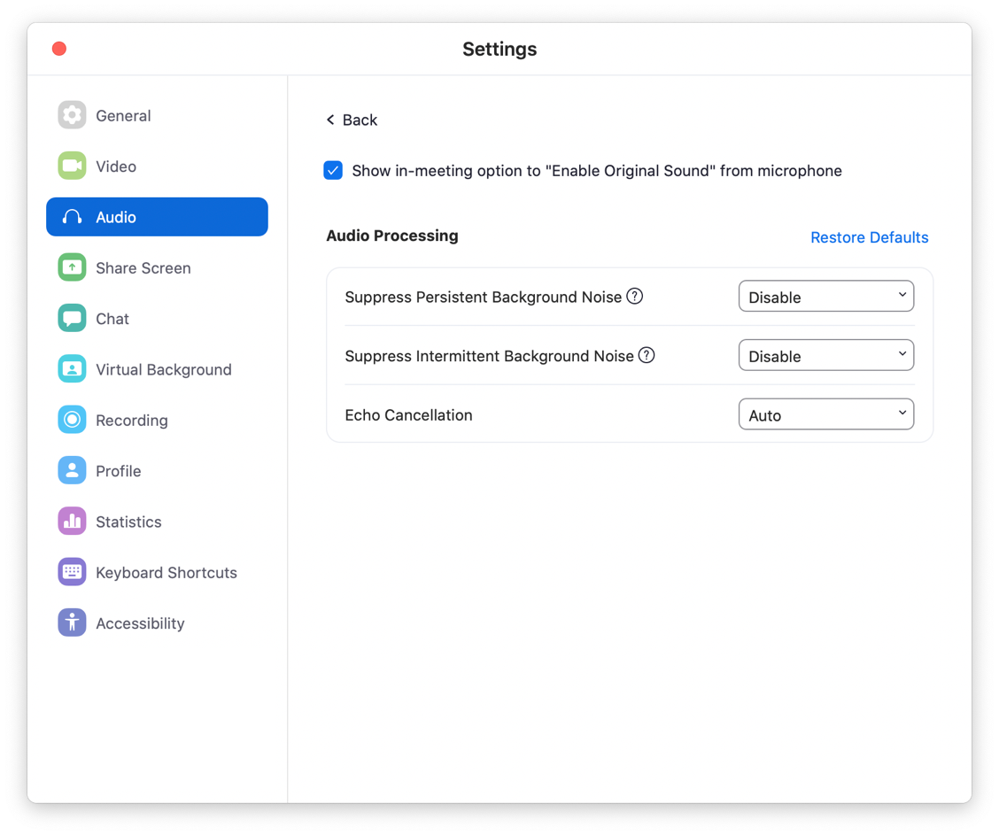 Settings
General
Video
Audio
Share Screen
Chat
Virtual Background
Recording
Profile
Statistics
Keyboard Shortcuts
Accessibility
< Back
Show in-meeting option to "Enable Original Sound" from microphone
Audio Processing
Restore Defaults
Suppress Persistent Background Noise ?
Disable
Suppress Intermittent Background Noise ?
Disable
Echo Cancellation
Auto